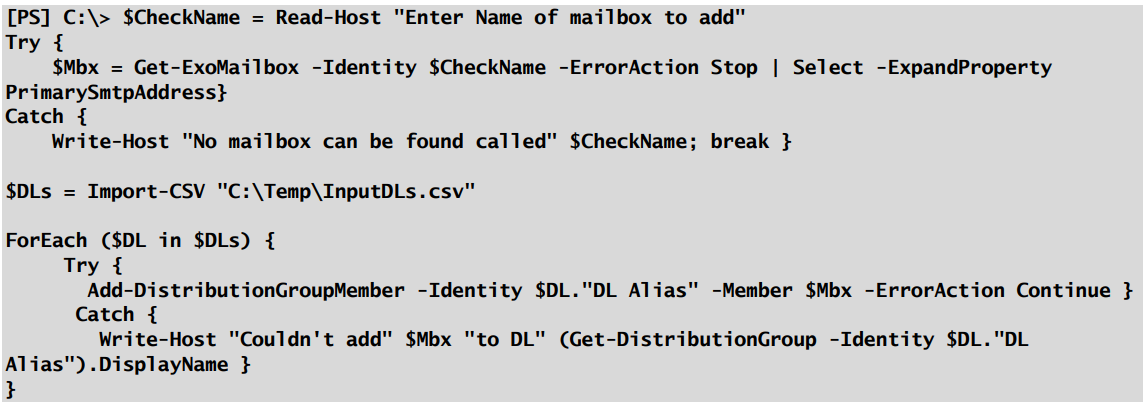 [PS] C:\> $CheckName = Read-Host "Enter Name of mailbox to add"
Try {
    $Mbx = Get-ExoMailbox -Identity $CheckName -ErrorAction Stop | Select -ExpandProperty
PrimarySmtpAddress}
Catch {
    Write-Host "No mailbox can be found called" $CheckName; break }

$DLs = Import-CSV "C:\Temp\InputDLs.csv"

ForEach ($DL in $DLs) {
     Try {
       Add-DistributionGroupMember -Identity $DL."DL Alias" -Member $Mbx -ErrorAction Continue }
      Catch {
        Write-Host "Couldn't add" $Mbx "to DL" (Get-DistributionGroup -Identity $DL."DL
Alias").DisplayName }
}